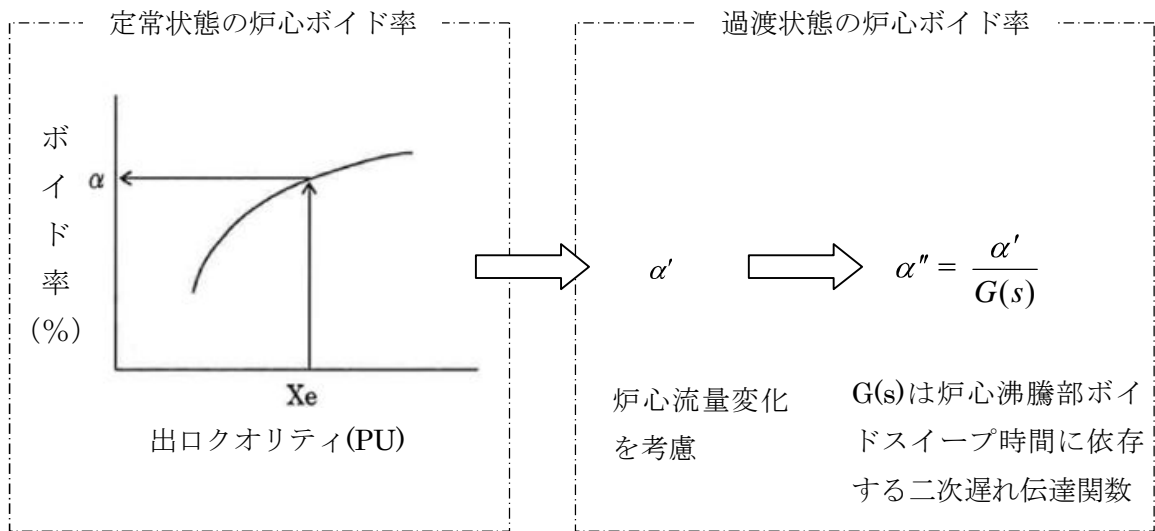 定常状態の炉心ボイド率
ボイド率(%)
α
Xe
出口クオリティ(PU)
過渡状態の炉心ボイド率
α′
α″ = α′ / G(s)
炉心流量変化
を考慮
G(s)は炉心沸騰部ボイ
ドスイープ時間に依存
する二次遅れ伝達関数